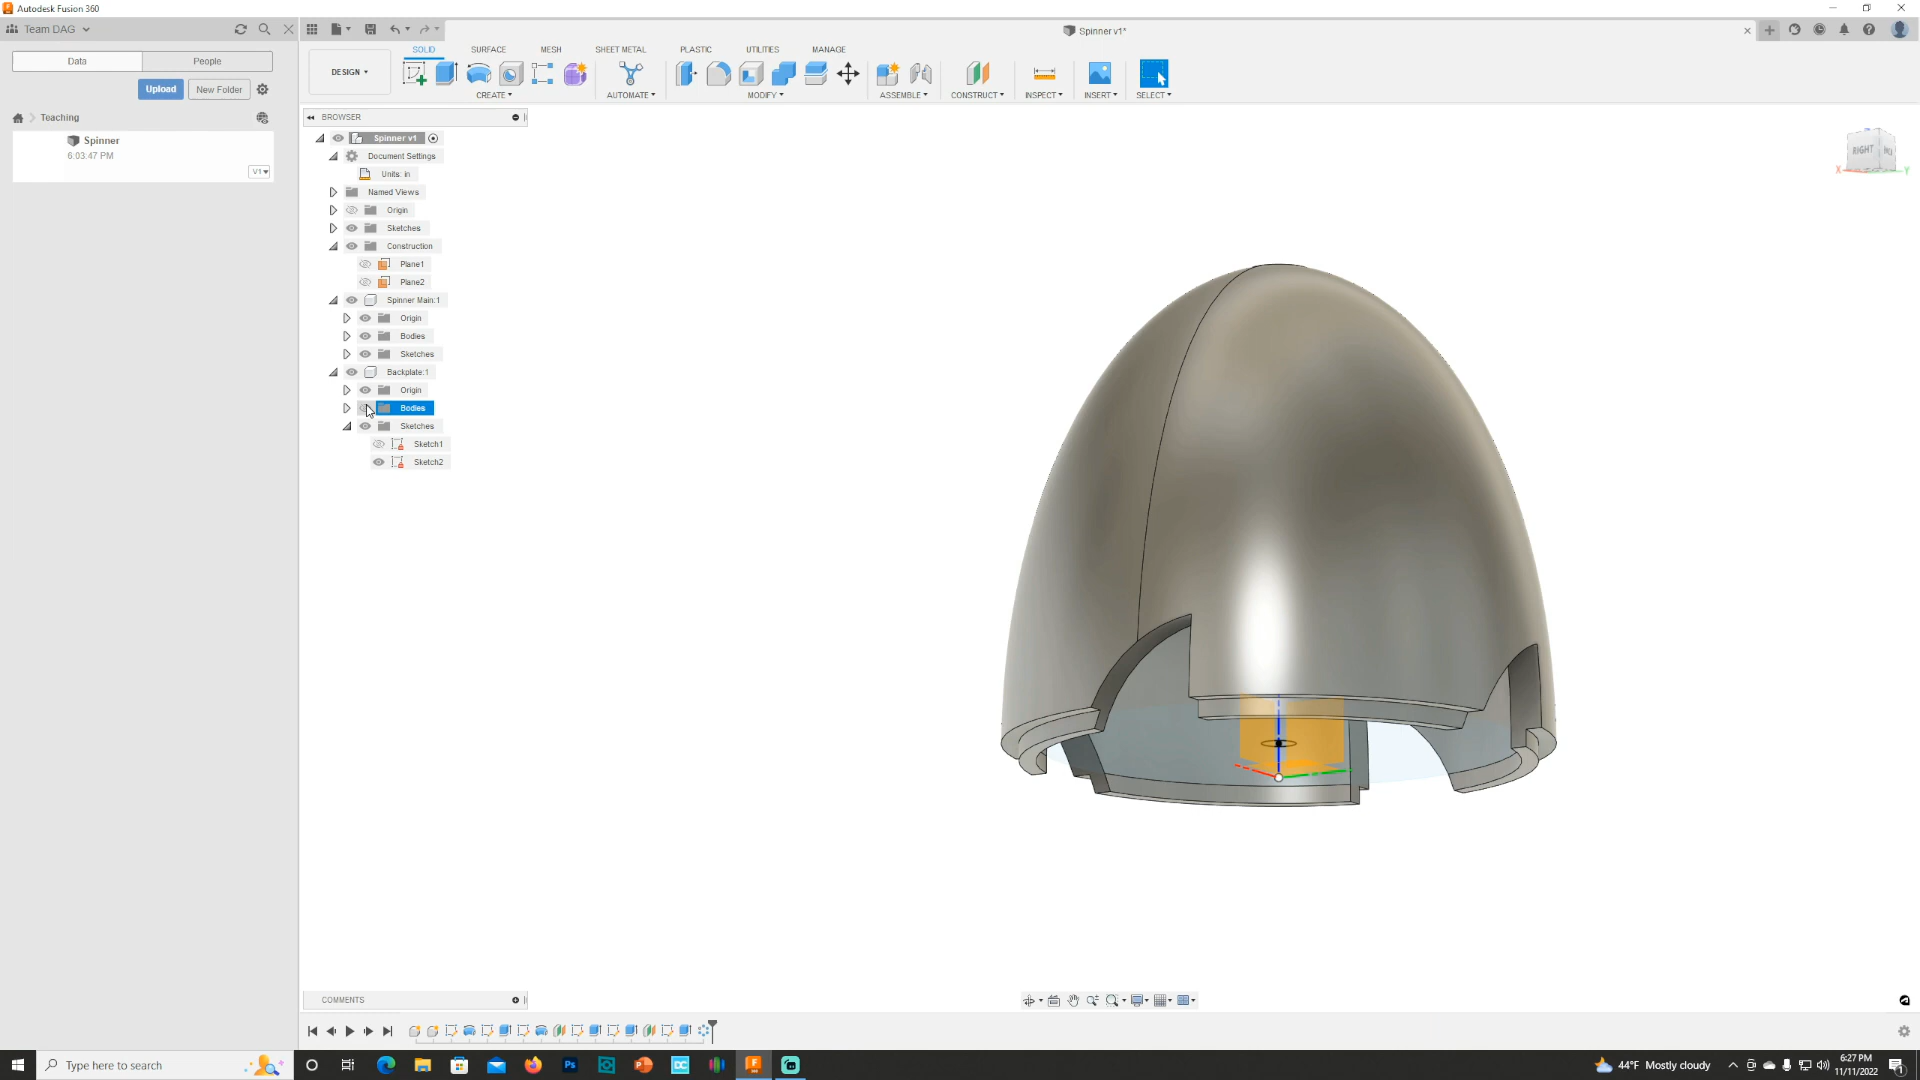 Autodesk Fusion 360
Team DAG
Spinner v1*
Data
People
SOLID
SURFACE
MESH
SHEET METAL
PLASTIC
UTILITIES
MANAGE
DESIGN
CREATE
AUTOMATE
MODIFY
ASSEMBLE
CONSTRUCT
INSPECT
INSERT
SELECT
Upload
New Folder
Teaching
Spinner
6:03:47 PM
V1
BROWSER
Spinner v1
Document Settings
Units: in
Named Views
Origin
Sketches
Construction
Plane1
Plane2
Spinner Main:1
Origin
Bodies
Sketches
Backplate:1
Origin
Bodies
Sketches
Sketch1
Sketch2
RIGHT
X
Y
COMMENTS
Type here to search
Ps
P
DC
F
44°F Mostly cloudy
6:27 PM
11/11/2022
1